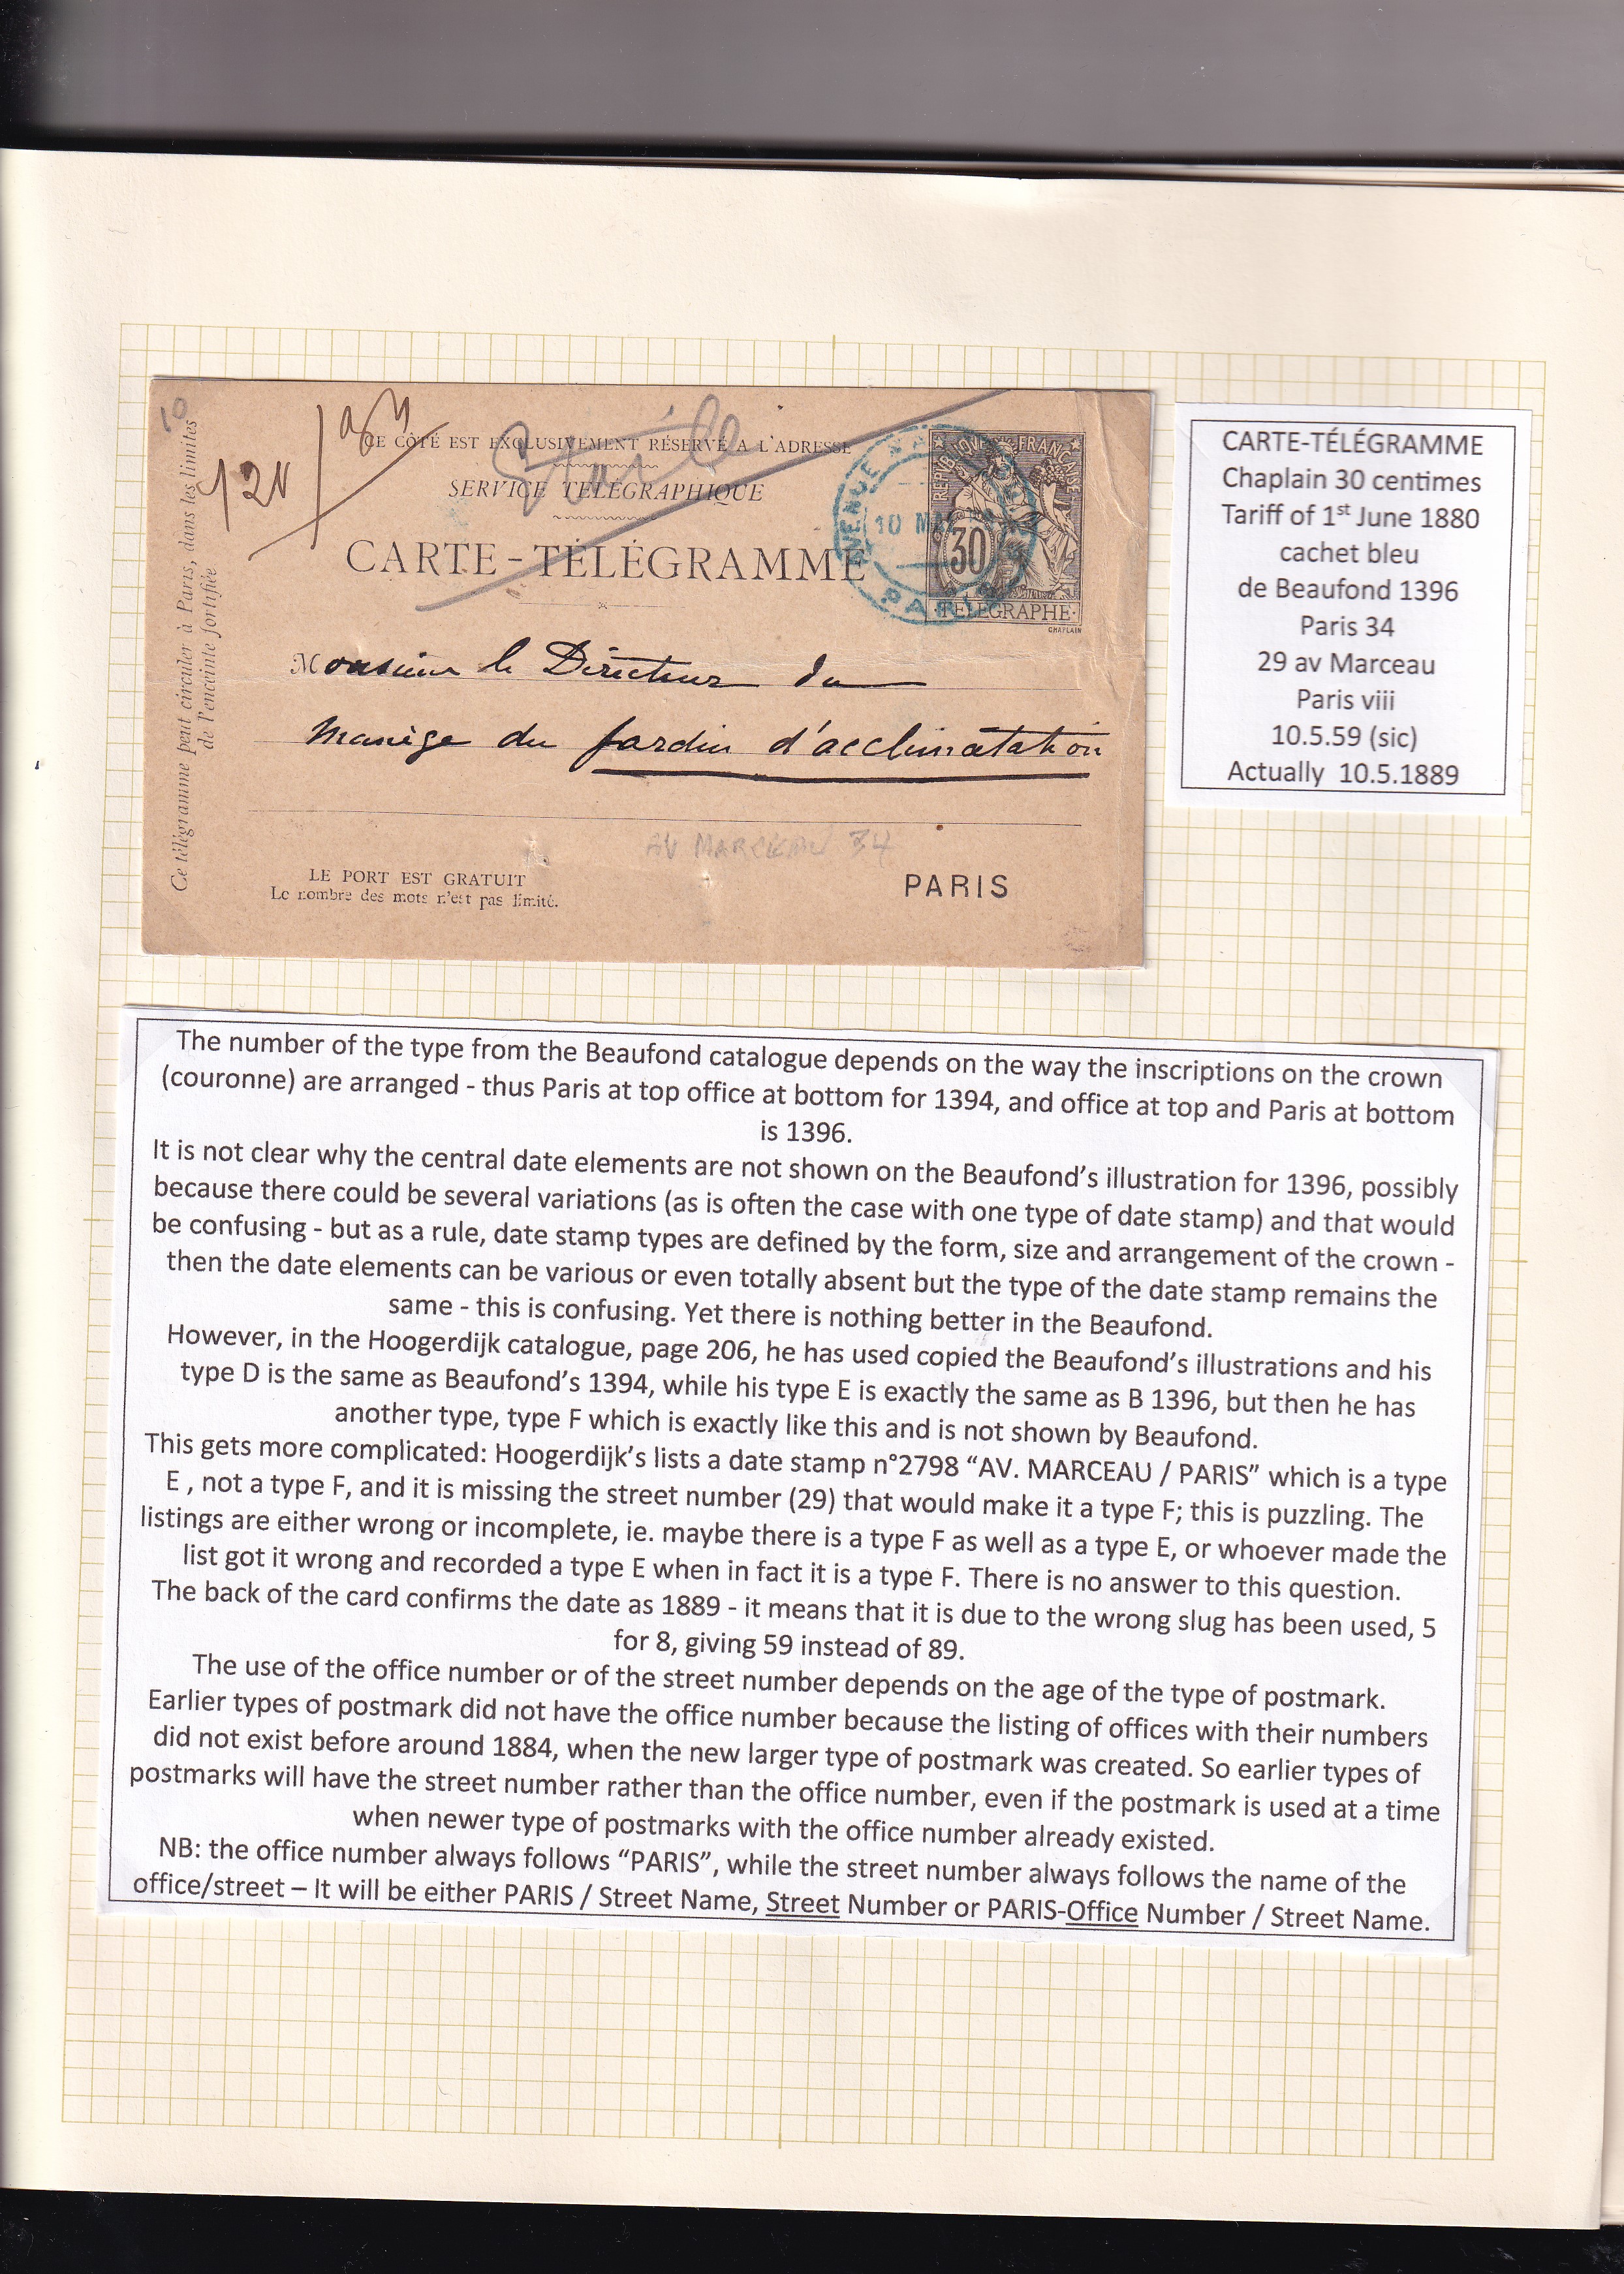 10
CE CÔTÉ EST EXCLUSIVEMENT RÉSERVÉ A L'ADRESSE
SERVICE TÉLÉGRAPHIQUE
CARTE-TÉLÉGRAMME
Ce télégramme peut circuler à Paris, dans les limites
de l'enceinte fortifiée
REPUBLIQUE FRANCAISE
30
TELEGRAPHE
CHAPLAIN
AVENUE
10 MAI
PARIS
Monsieur le Directeur du
Manège du Jardin d'acclimatation
AV MARCEAU 34
LE PORT EST GRATUIT
Le nombre des mots n'est pas limité.
PARIS
CARTE-TÉLÉGRAMME
Chaplain 30 centimes
Tariff of 1st June 1880
cachet bleu
de Beaufond 1396
Paris 34
29 av Marceau
Paris viii
10.5.59 (sic)
Actually 10.5.1889
The number of the type from the Beaufond catalogue depends on the way the inscriptions on the crown
(couronne) are arranged - thus Paris at top office at bottom for 1394, and office at top and Paris at bottom
is 1396.
It is not clear why the central date elements are not shown on the Beaufond's illustration for 1396, possibly
because there could be several variations (as is often the case with one type of date stamp) and that would
be confusing - but as a rule, date stamp types are defined by the form, size and arrangement of the crown -
then the date elements can be various or even totally absent but the type of the date stamp remains the
same - this is confusing. Yet there is nothing better in the Beaufond.
However, in the Hoogerdijk catalogue, page 206, he has used copied the Beaufond's illustrations and his
type D is the same as Beaufond's 1394, while his type E is exactly the same as B 1396, but then he has
another type, type F which is exactly like this and is not shown by Beaufond.
This gets more complicated: Hoogerdijk's lists a date stamp n°2798 “AV. MARCEAU / PARIS” which is a type
E , not a type F, and it is missing the street number (29) that would make it a type F; this is puzzling. The
listings are either wrong or incomplete, ie. maybe there is a type F as well as a type E, or whoever made the
list got it wrong and recorded a type E when in fact it is a type F. There is no answer to this question.
The back of the card confirms the date as 1889 - it means that it is due to the wrong slug has been used, 5
for 8, giving 59 instead of 89.
The use of the office number or of the street number depends on the age of the type of postmark.
Earlier types of postmark did not have the office number because the listing of offices with their numbers
did not exist before around 1884, when the new larger type of postmark was created. So earlier types of
postmarks will have the street number rather than the office number, even if the postmark is used at a time
when newer type of postmarks with the office number already existed.
NB: the office number always follows “PARIS”, while the street number always follows the name of the
office/street – It will be either PARIS / Street Name, Street Number or PARIS-Office Number / Street Name.